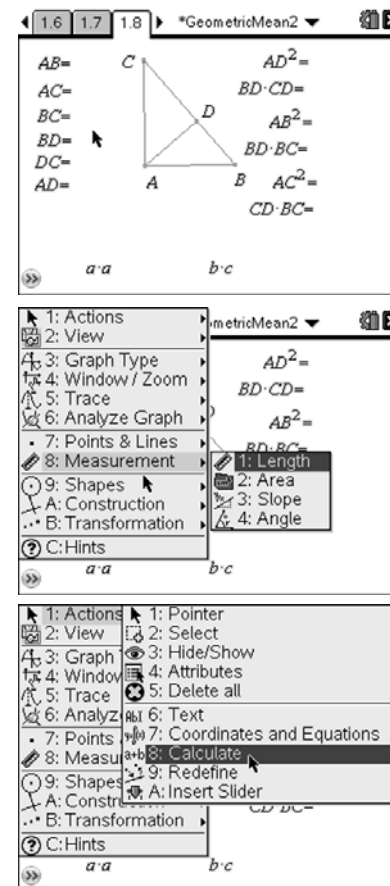 1.6 1.7 1.8 *GeometricMean2
AB=
AC=
BC=
BD=
DC=
AD=
C
D
A
B
AD²=
BD·CD=
AB²=
BD·BC=
AC²=
CD·BC=
a·a b·c
1: Actions
2: View
3: Graph Type
4: Window / Zoom
5: Trace
6: Analyze Graph
7: Points & Lines
8: Measurement
9: Shapes
A: Construction
B: Transformation
C: Hints
metricMean2
AD²=
BD·CD=
AB²=
BD·BC=
1: Length
2: Area
3: Slope
4: Angle
a·a b·c
1: Actions
2: View
3: Graph
4: Window
5: Trace
6: Analyz
7: Points
8: Measu
9: Shapes
A: Constru
B: Transformation
C: Hints
1: Pointer
2: Select
3: Hide/Show
4: Attributes
5: Delete all
6: Text
7: Coordinates and Equations
8: Calculate
9: Redefine
A: Insert Slider
CD·BC=
a·a b·c